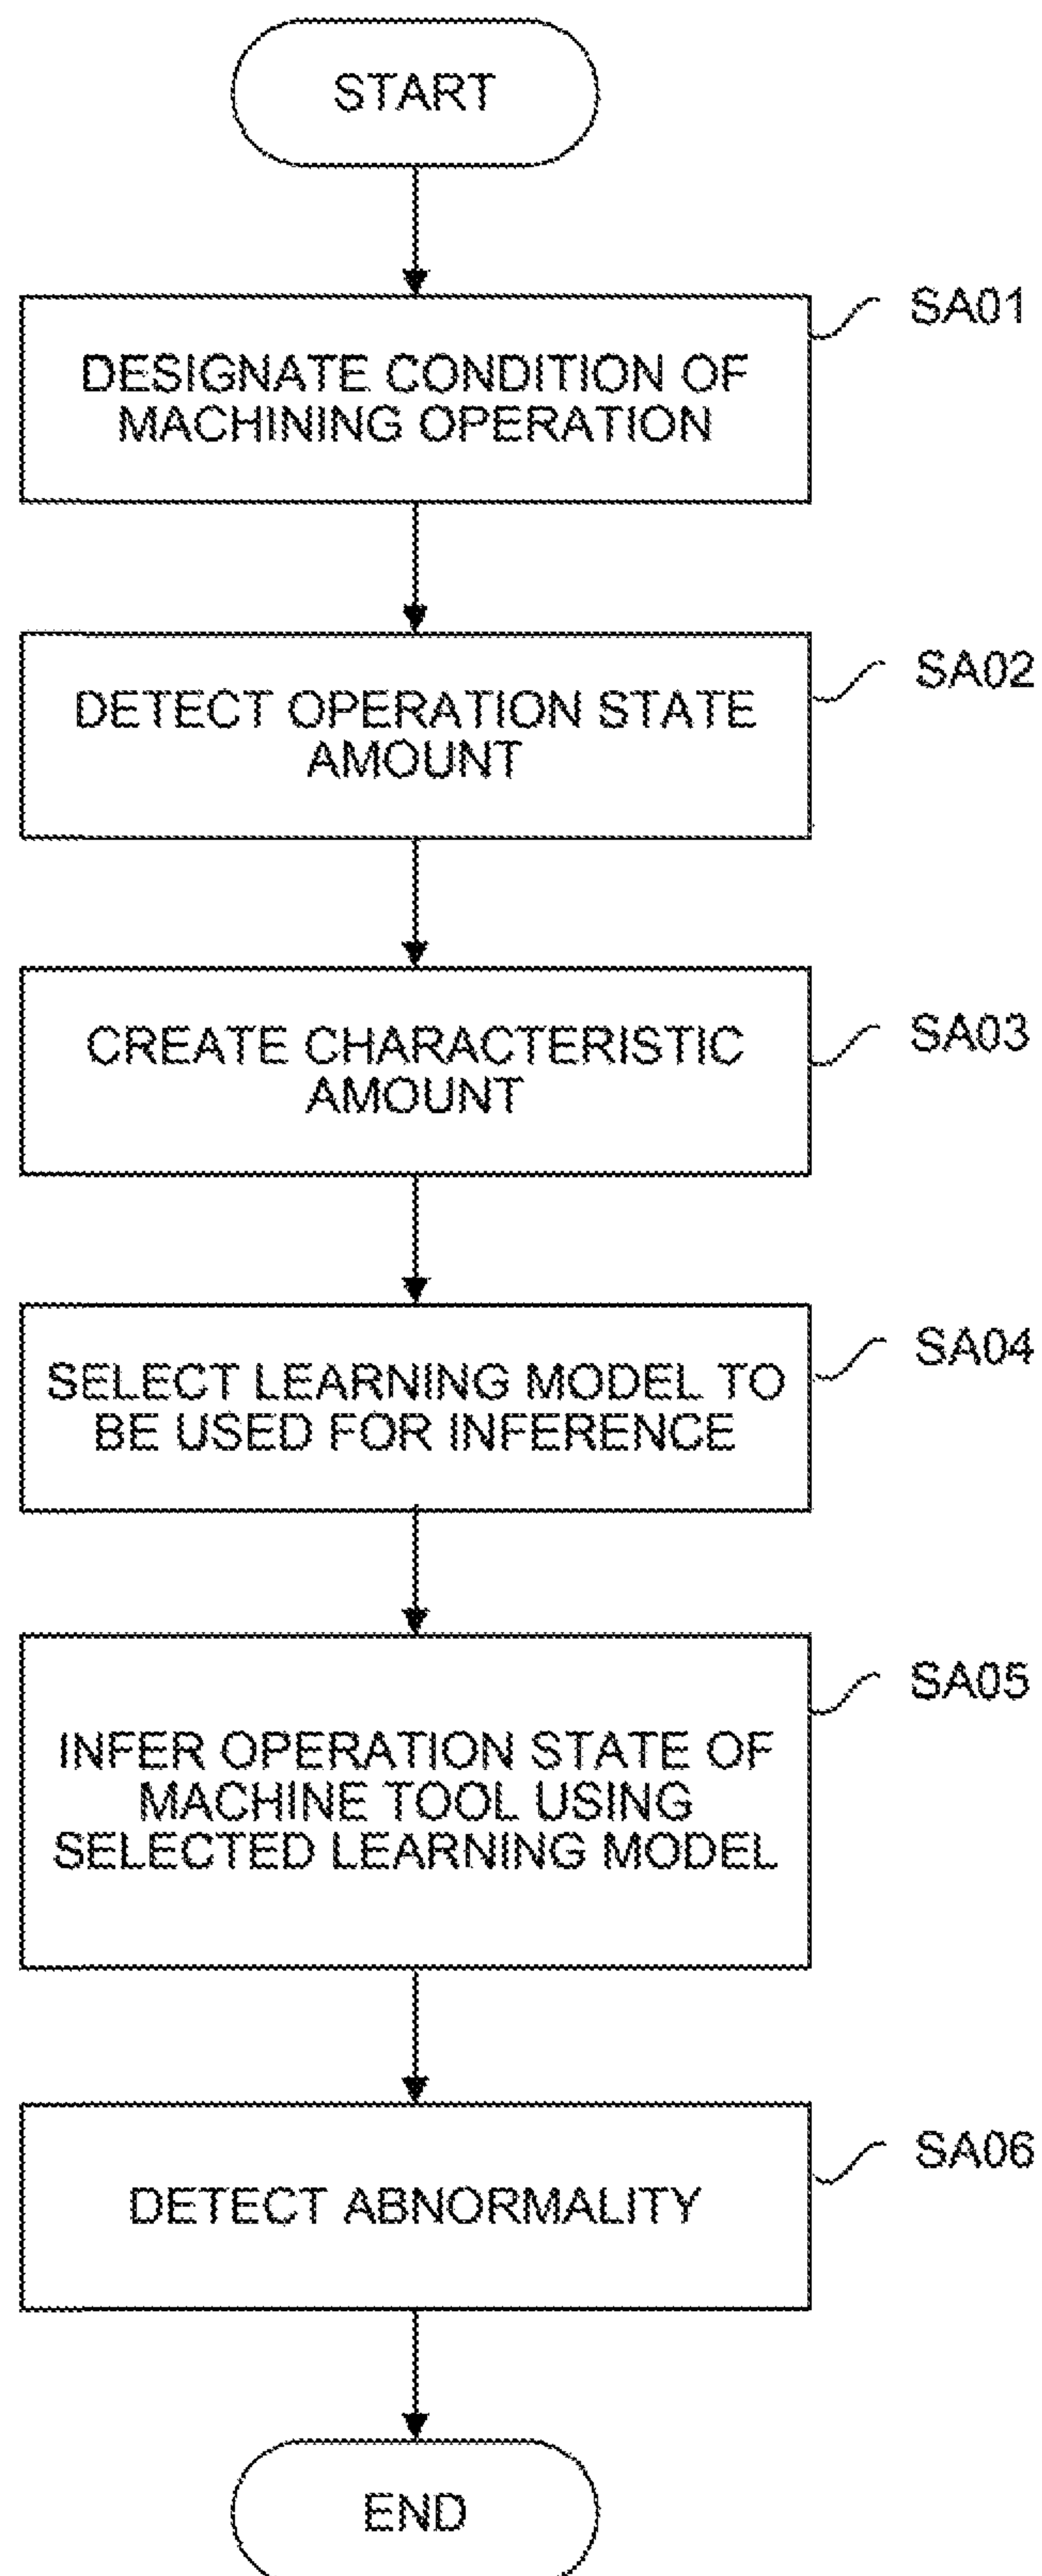 START
SA01
DESIGNATE CONDITION OF
MACHINING OPERATION
SA02
DETECT OPERATION STATE
AMOUNT
SA03
CREATE CHARACTERISTIC
AMOUNT
SA04
SELECT LEARNING MODEL TO
BE USED FOR INFERENCE
SA05
INFER OPERATION STATE OF
MACHINE TOOL USING
SELECTED LEARNING MODEL
SA06
DETECT ABNORMALITY
END